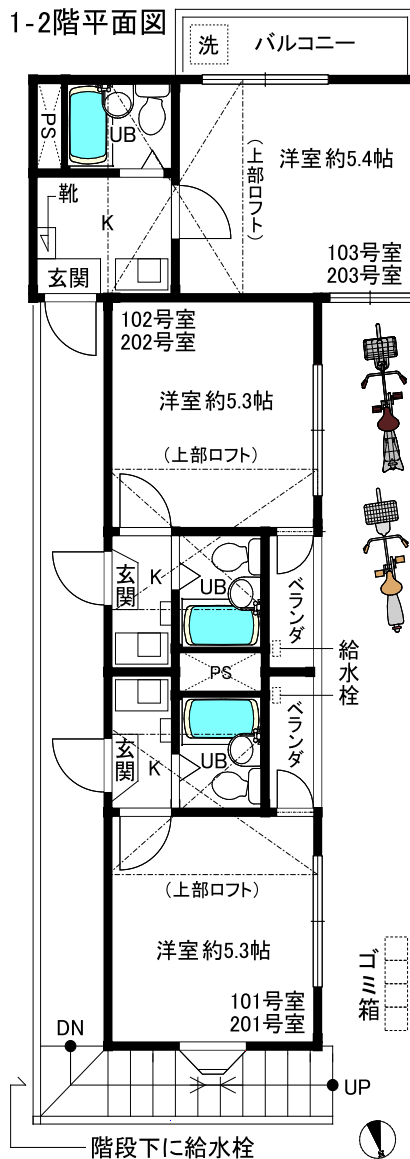 1-2階平面図
洗
バルコニー
PS
UB
洋室 約5.4帖
(上部ロフト)
靴
K
玄関
103号室
203号室
102号室
202号室
洋室 約5.3帖
(上部ロフト)
玄関
K
UB
ベランダ
給水栓
PS
玄関
K
UB
ベランダ
(上部ロフト)
洋室 約5.3帖
101号室
201号室
ゴミ箱
DN
UP
階段下に給水栓